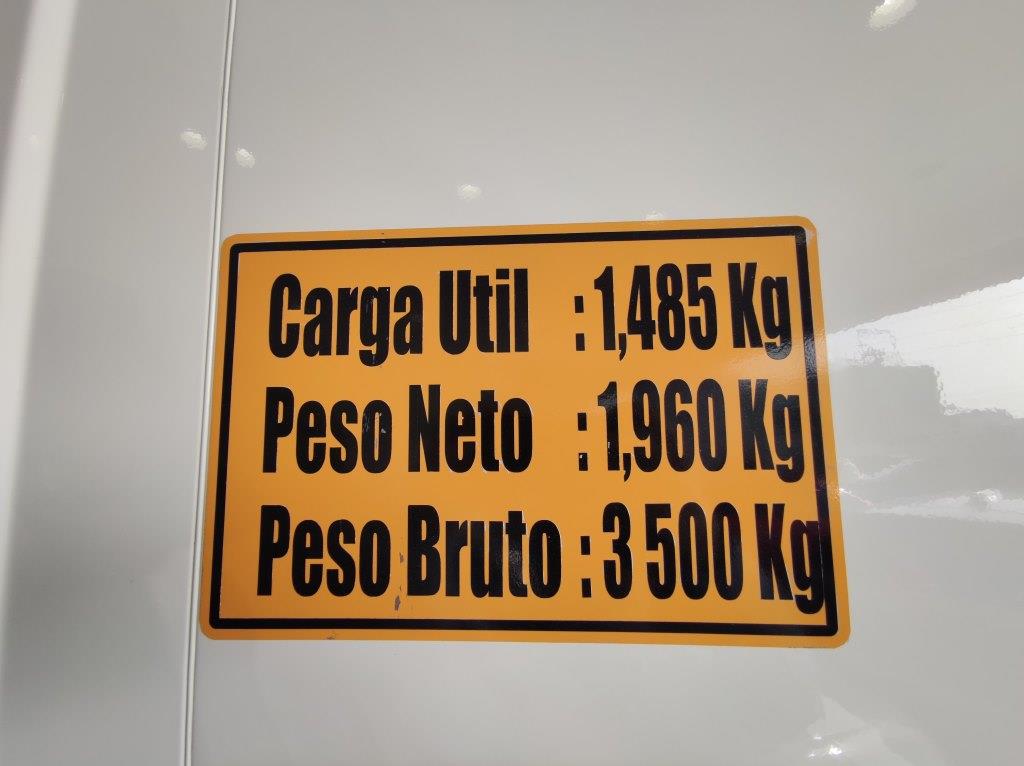 Carga Util : 1,485 Kg
Peso Neto : 1,960 Kg
Peso Bruto : 3 500 Kg